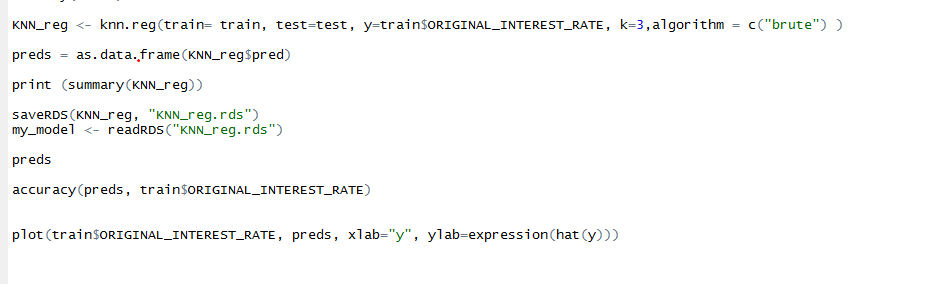 KNN_reg <- knn.reg(train= train, test=test, y=train$ORIGINAL_INTEREST_RATE, k=3,algorithm = c("brute") )
preds = as.data.frame(KNN_reg$pred)
print (summary(KNN_reg))
saveRDS(KNN_reg, "KNN_reg.rds")
my_model <- readRDS("KNN_reg.rds")
preds
accuracy(preds, train$ORIGINAL_INTEREST_RATE)
plot(train$ORIGINAL_INTEREST_RATE, preds, xlab="y", ylab=expression(hat(y)))